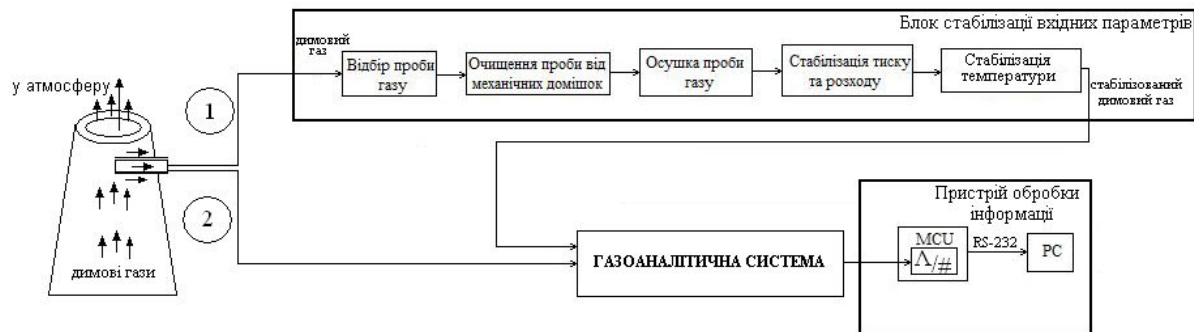 Блок стабілізації вхідних параметрів
димовий
газ
Відбір проби
газу
Очищення проби від
механічних домішок
Осушка проби
газу
Стабілізація тиску
та розходу
Стабілізація
температури
стабілізований
димовий газ
у атмосферу
1
2
димові гази
ГАЗОАНАЛІТИЧНА СИСТЕМА
Пристрій обробки
інформації
MCU
Λ/#
RS-232
PC